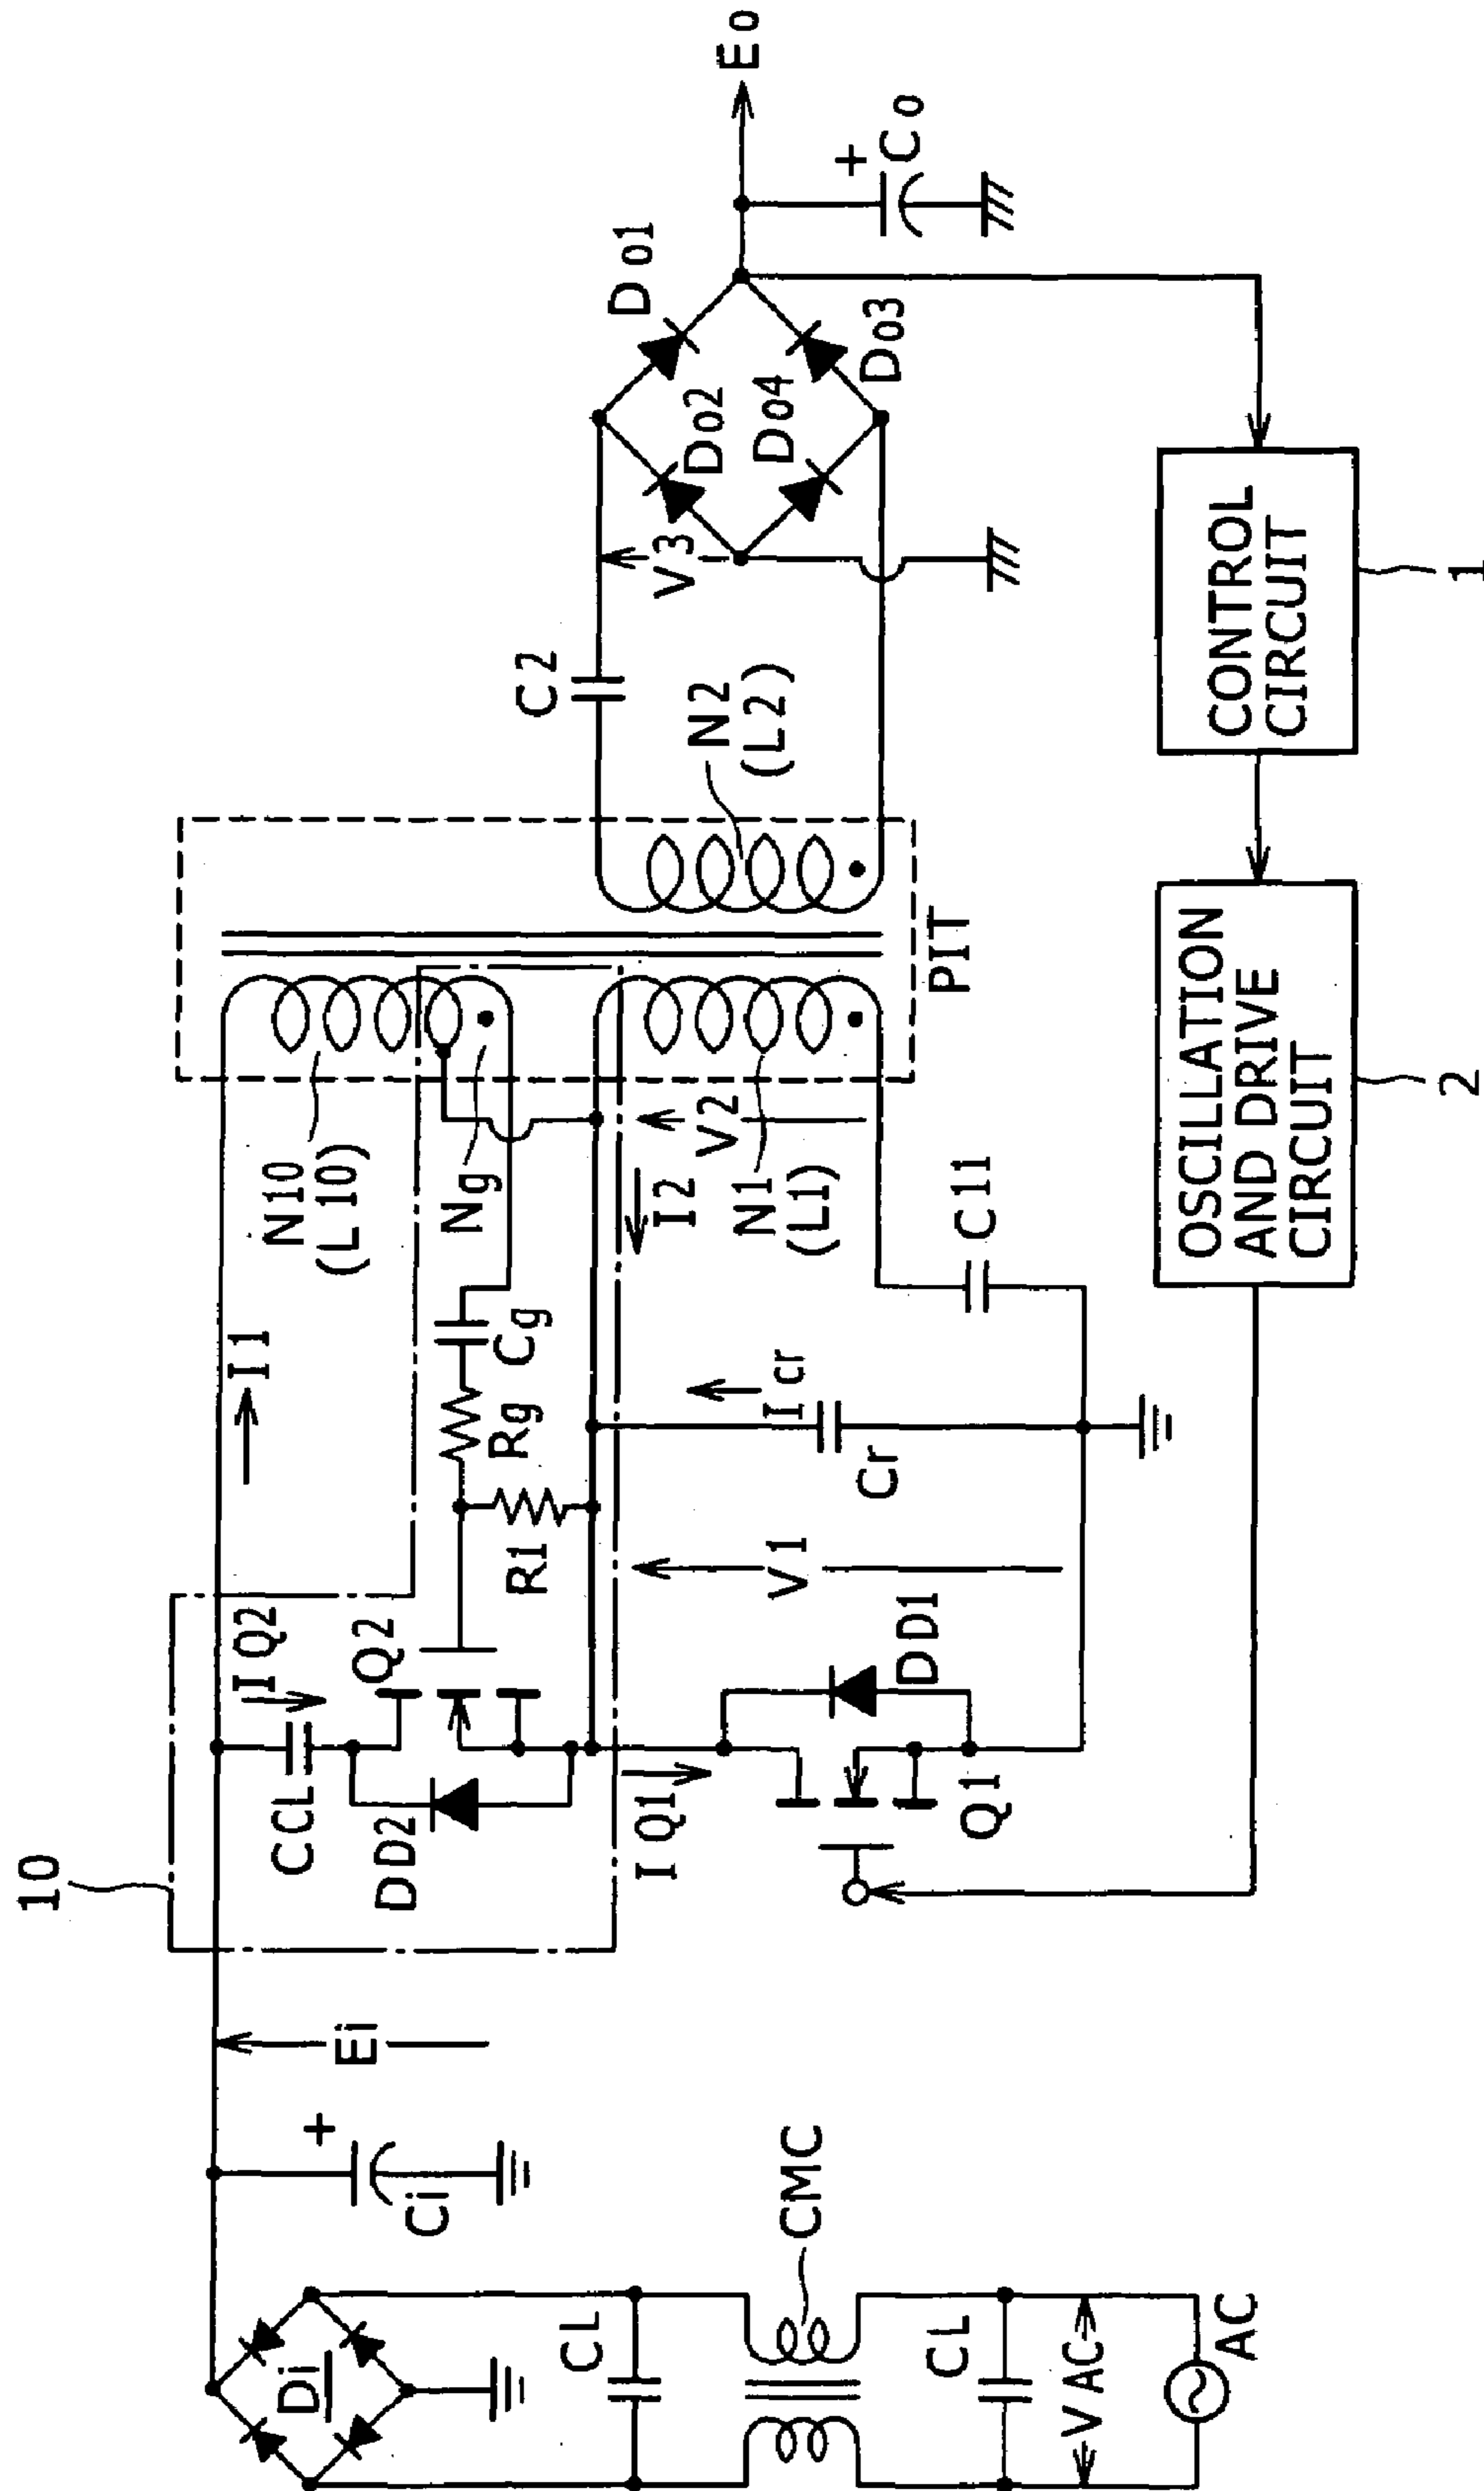 10
Di
Ci
+
Ei
CL
CMC
CL
VAC
AC
CCL
IQ2
Q2
DD2
IQ1
DD1
Q1
V1
I1
R1
Rg
Cg
Ng
N10
(L10)
I2
V2
N1
(L1)
Icr
Cr
C11
PIT
N2
(L2)
C2
V3
Do1
Do2
Do3
Do4
+
Co
Eo
CONTROL
CIRCUIT
1
OSCILLATION
AND DRIVE
CIRCUIT
2